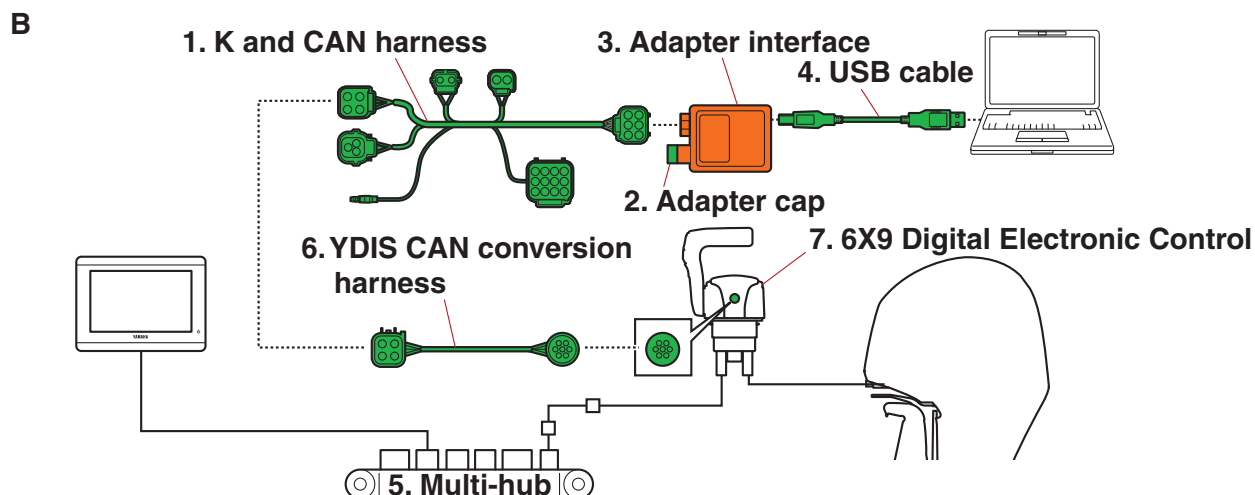 B
1. K and CAN harness
3. Adapter interface
4. USB cable
2. Adapter cap
6. YDIS CAN conversion
harness
7. 6X9 Digital Electronic Control
YAMAHA
5. Multi-hub